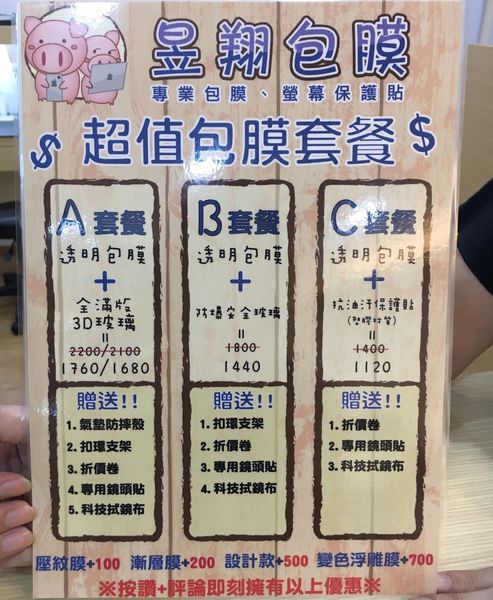 昱翔包膜
專業包膜、螢幕保護貼
$ 超值包膜套餐 $
A 套餐
透明包膜
+
全滿版
3D玻璃
=
2200/2100
1760/1680
贈送!!
1. 氣墊防摔殼
2. 扣環支架
3. 折價卷
4. 專用鏡頭貼
5. 科技拭鏡布
B 套餐
透明包膜
+
防爆安全玻璃
=
1800
1440
贈送!!
1. 扣環支架
2. 折價卷
3. 專用鏡頭貼
4. 科技拭鏡布
C 套餐
透明包膜
+
抗油汙保護貼
(塑膠材質)
=
1400
1120
贈送!!
1. 折價卷
2. 專用鏡頭貼
3. 科技拭鏡布
壓紋膜+100 漸層膜+200 設計款+500 變色浮雕膜+700
※按讚+評論即刻擁有以上優惠※